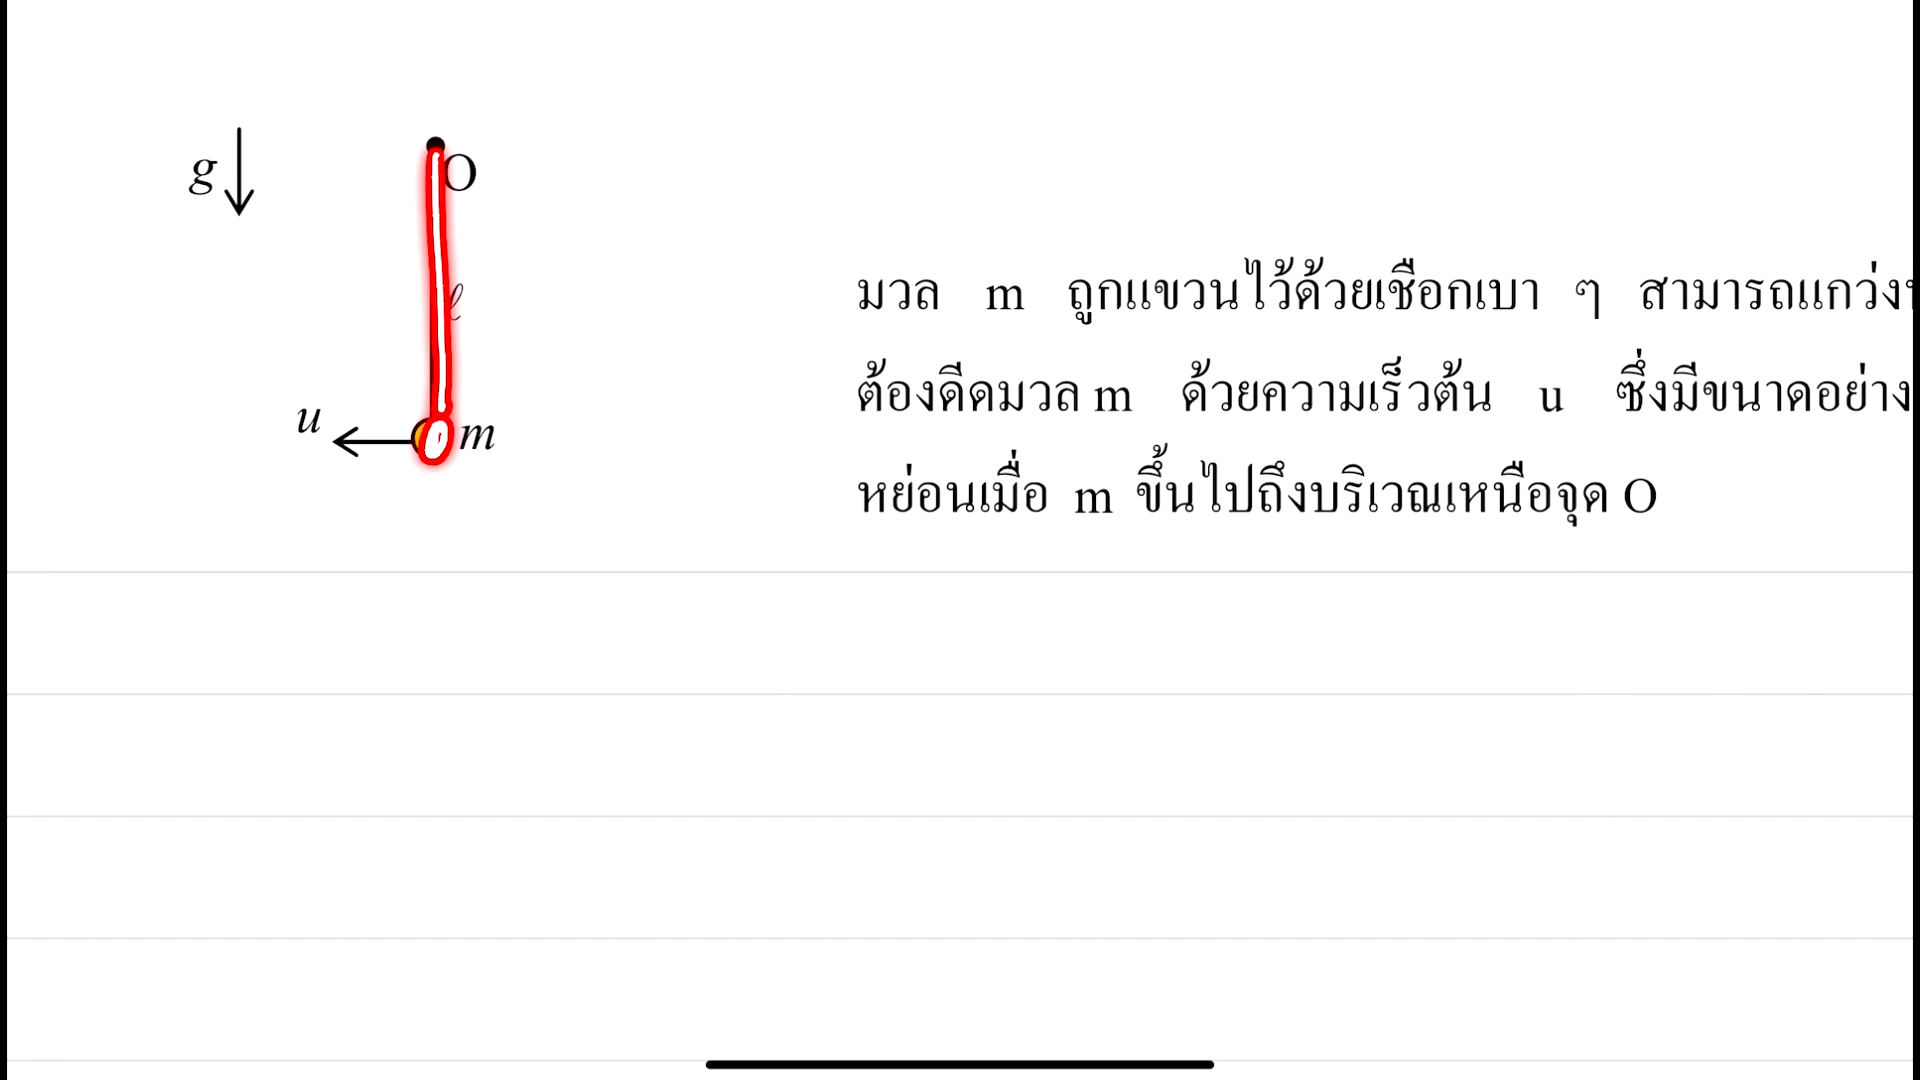 g
O
ℓ
u
m
มวล m ถูกแขวนไว้ด้วยเชือกเบา ๆ สามารถแกว่ง
ต้องดีดมวล m ด้วยความเร็วต้น u ซึ่งมีขนาดอย่าง
หย่อนเมื่อ m ขึ้นไปถึงบริเวณเหนือจุด O